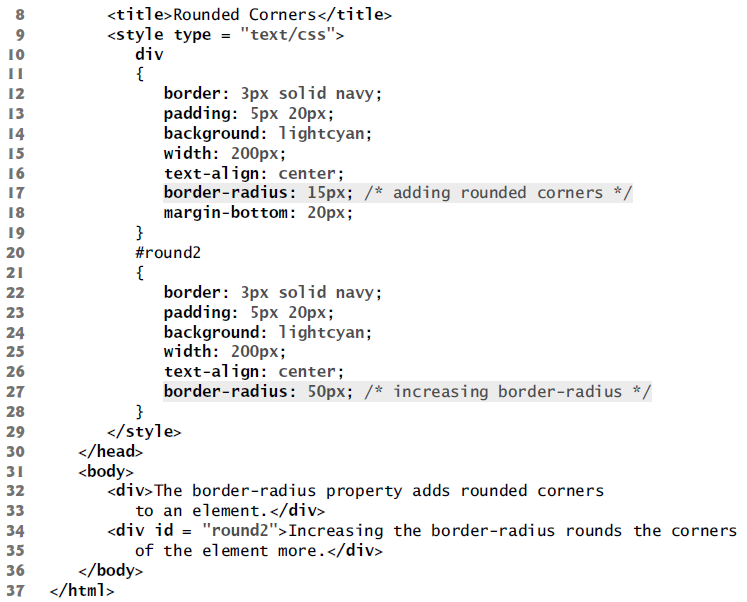 8 <title>Rounded Corners</title>
9 <style type = "text/css">
10 div
11 {
12 border: 3px solid navy;
13 padding: 5px 20px;
14 background: lightcyan;
15 width: 200px;
16 text-align: center;
17 border-radius: 15px; /* adding rounded corners */
18 margin-bottom: 20px;
19 }
20 #round2
21 {
22 border: 3px solid navy;
23 padding: 5px 20px;
24 background: lightcyan;
25 width: 200px;
26 text-align: center;
27 border-radius: 50px; /* increasing border-radius */
28 }
29 </style>
30 </head>
31 <body>
32 <div>The border-radius property adds rounded corners
33 to an element.</div>
34 <div id = "round2">Increasing the border-radius rounds the corners
35 of the element more.</div>
36 </body>
37 </html>